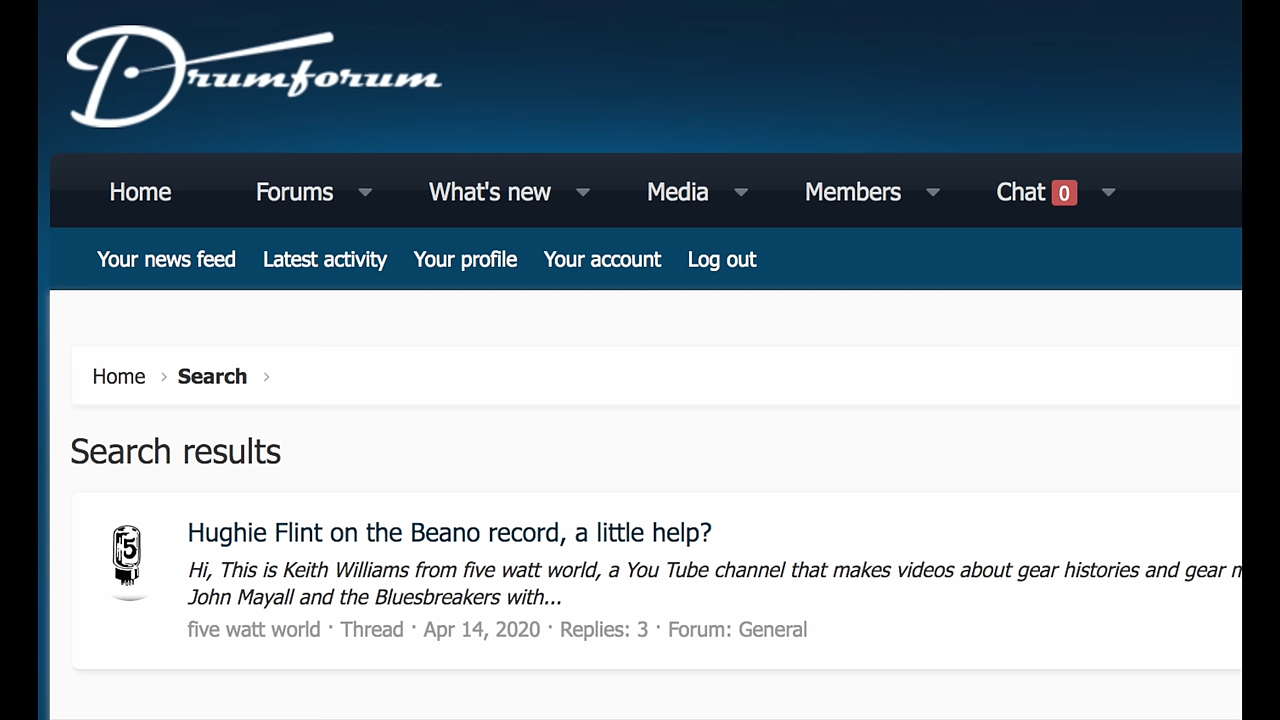 Drumforum
Home Forums What's new Media Members Chat 0
Your news feed Latest activity Your profile Your account Log out
Home > Search >
Search results
5
Hughie Flint on the Beano record, a little help?
Hi, This is Keith Williams from five watt world, a You Tube channel that makes videos about gear histories and gear
John Mayall and the Bluesbreakers with...
five watt world · Thread · Apr 14, 2020 · Replies: 3 · Forum: General